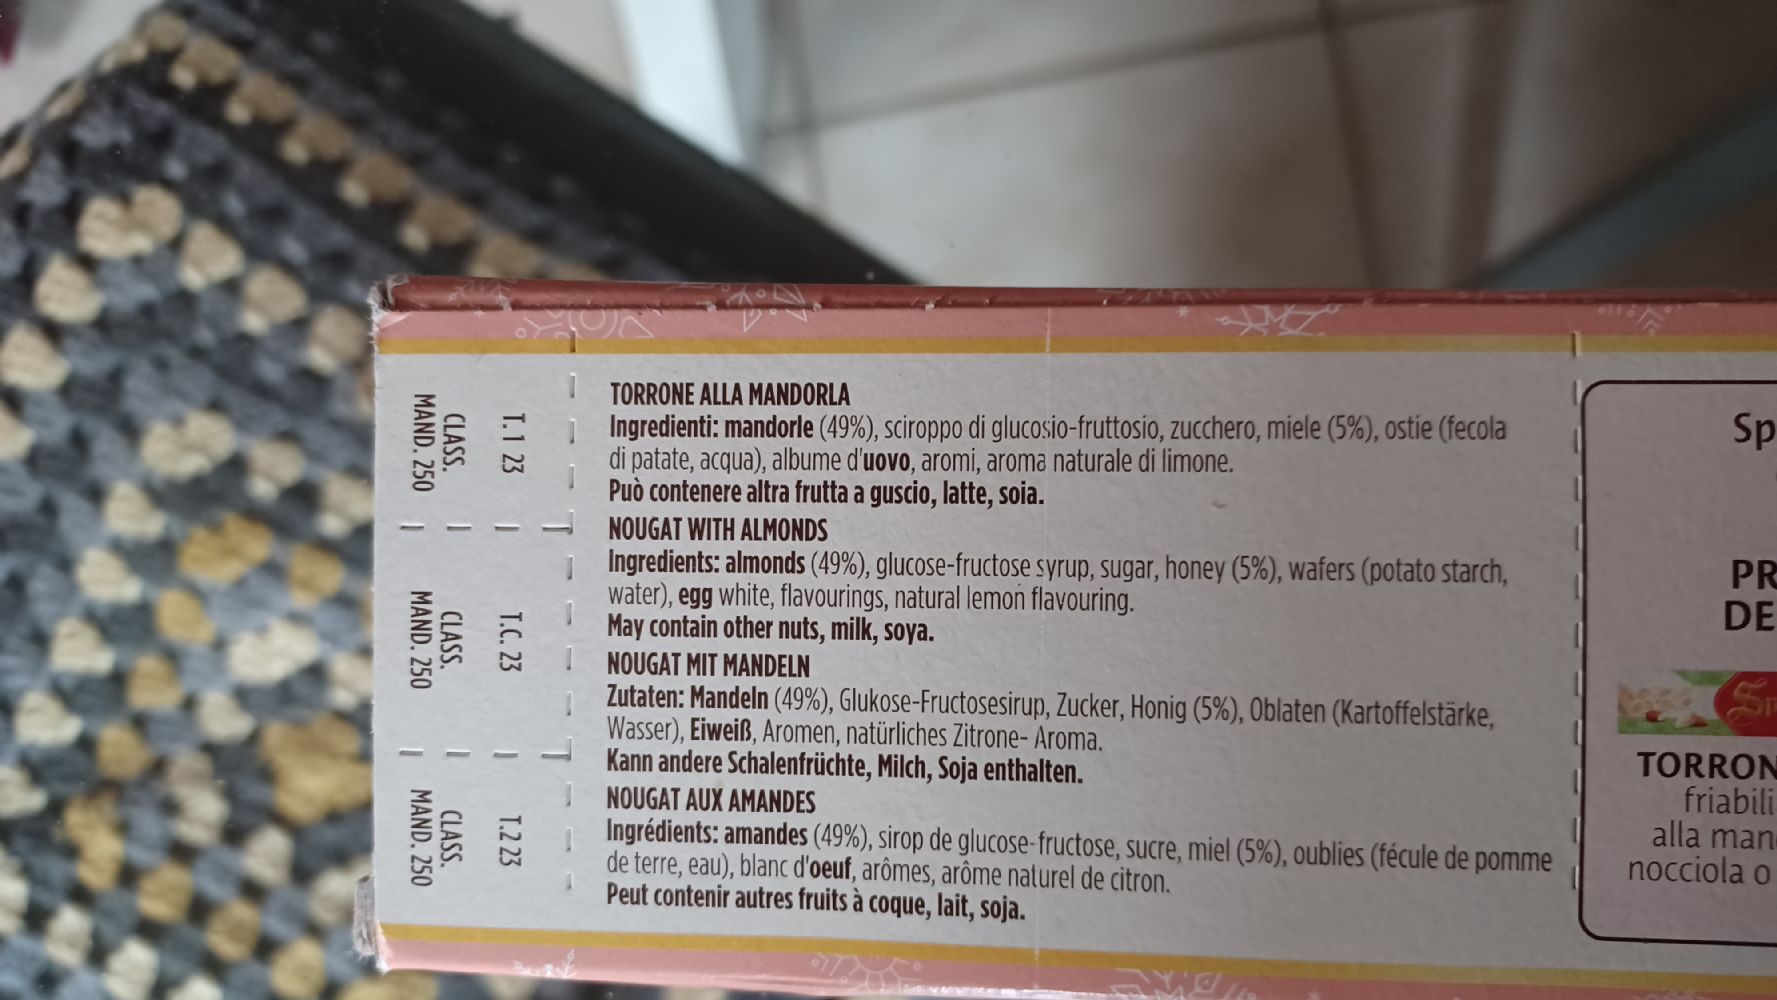 TORRONE ALLA MANDORLA
Ingredienti: mandorle (49%), sciroppo di glucosio-fruttosio, zucchero, miele (5%), ostie (fecola
di patate, acqua), albume d'uovo, aromi, aroma naturale di limone.
Può contenere altra frutta a guscio, latte, soia.
NOUGAT WITH ALMONDS
Ingredients: almonds (49%), glucose-fructose syrup, sugar, honey (5%), wafers (potato starch,
water), egg white, flavourings, natural lemon flavouring.
May contain other nuts, milk, soya.
NOUGAT MIT MANDELN
Zutaten: Mandeln (49%), Glukose-Fructosesirup, Zucker, Honig (5%), Oblaten (Kartoffelstärke,
Wasser), Eiweiß, Aromen, natürliches Zitrone- Aroma.
Kann andere Schalenfrüchte, Milch, Soja enthalten.
NOUGAT AUX AMANDES
Ingrédients: amandes (49%), sirop de glucose-fructose, sucre, miel (5%), oublies (fécule de pomme
de terre, eau), blanc d'oeuf, arômes, arôme naturel de citron.
Peut contenir autres fruits à coque, lait, soja.
T.1 23
CLASS.
MAND. 250
T.C. 23
CLASS.
MAND. 250
T.2 23
CLASS.
MAND. 250
Sp
PR
DE
TORRON
friabili
alla man
nocciola o